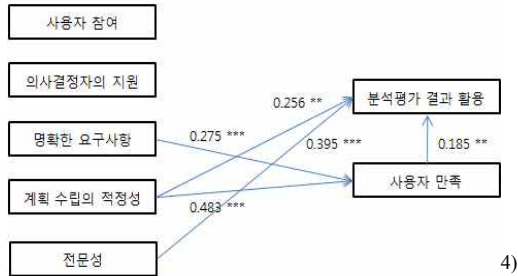 사용자 참여
의사결정자의 지원
0.256 **
분석평가 결과 활용
명확한 요구사항
0.275 ***
0.395 ***
0.185 **
계획 수립의 적정성
사용자 만족
0.483 ***
전문성
4)